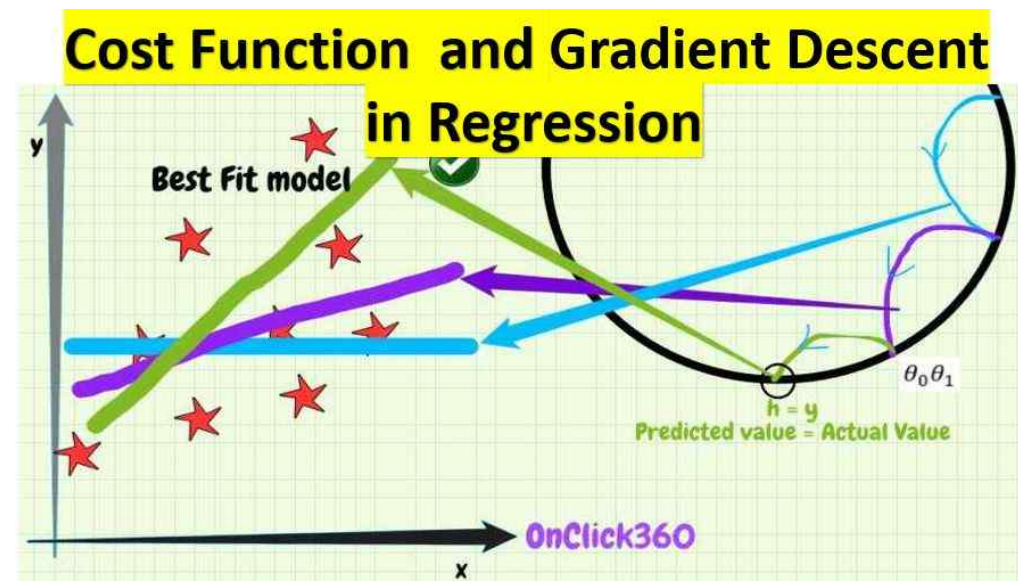 Cost Function and Gradient Descent
in Regression
y
Best Fit model
θ₀θ₁
h = y
Predicted value = Actual Value
OnClick360
x